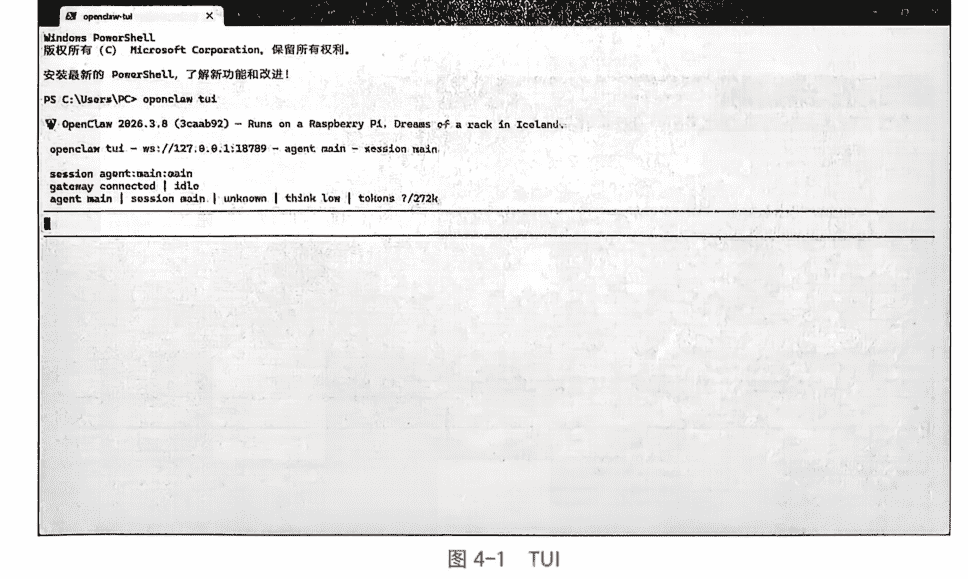 openclaw-tui
Windows PowerShell
版权所有 (C) Microsoft Corporation。保留所有权利。
安装最新的 PowerShell，了解新功能和改进！
PS C:\Users\PC> openclaw tui
OpenClaw 2026.3.8 (3caab92) — Runs on a Raspberry Pi. Dreams of a rack in Iceland.
openclaw tui - ws://127.0.0.1:18789 - agent main - session main
session agent:main:main
gateway connected | idle
agent main | session main | unknown | think low | tokens ?/272k
图 4-1 TUI